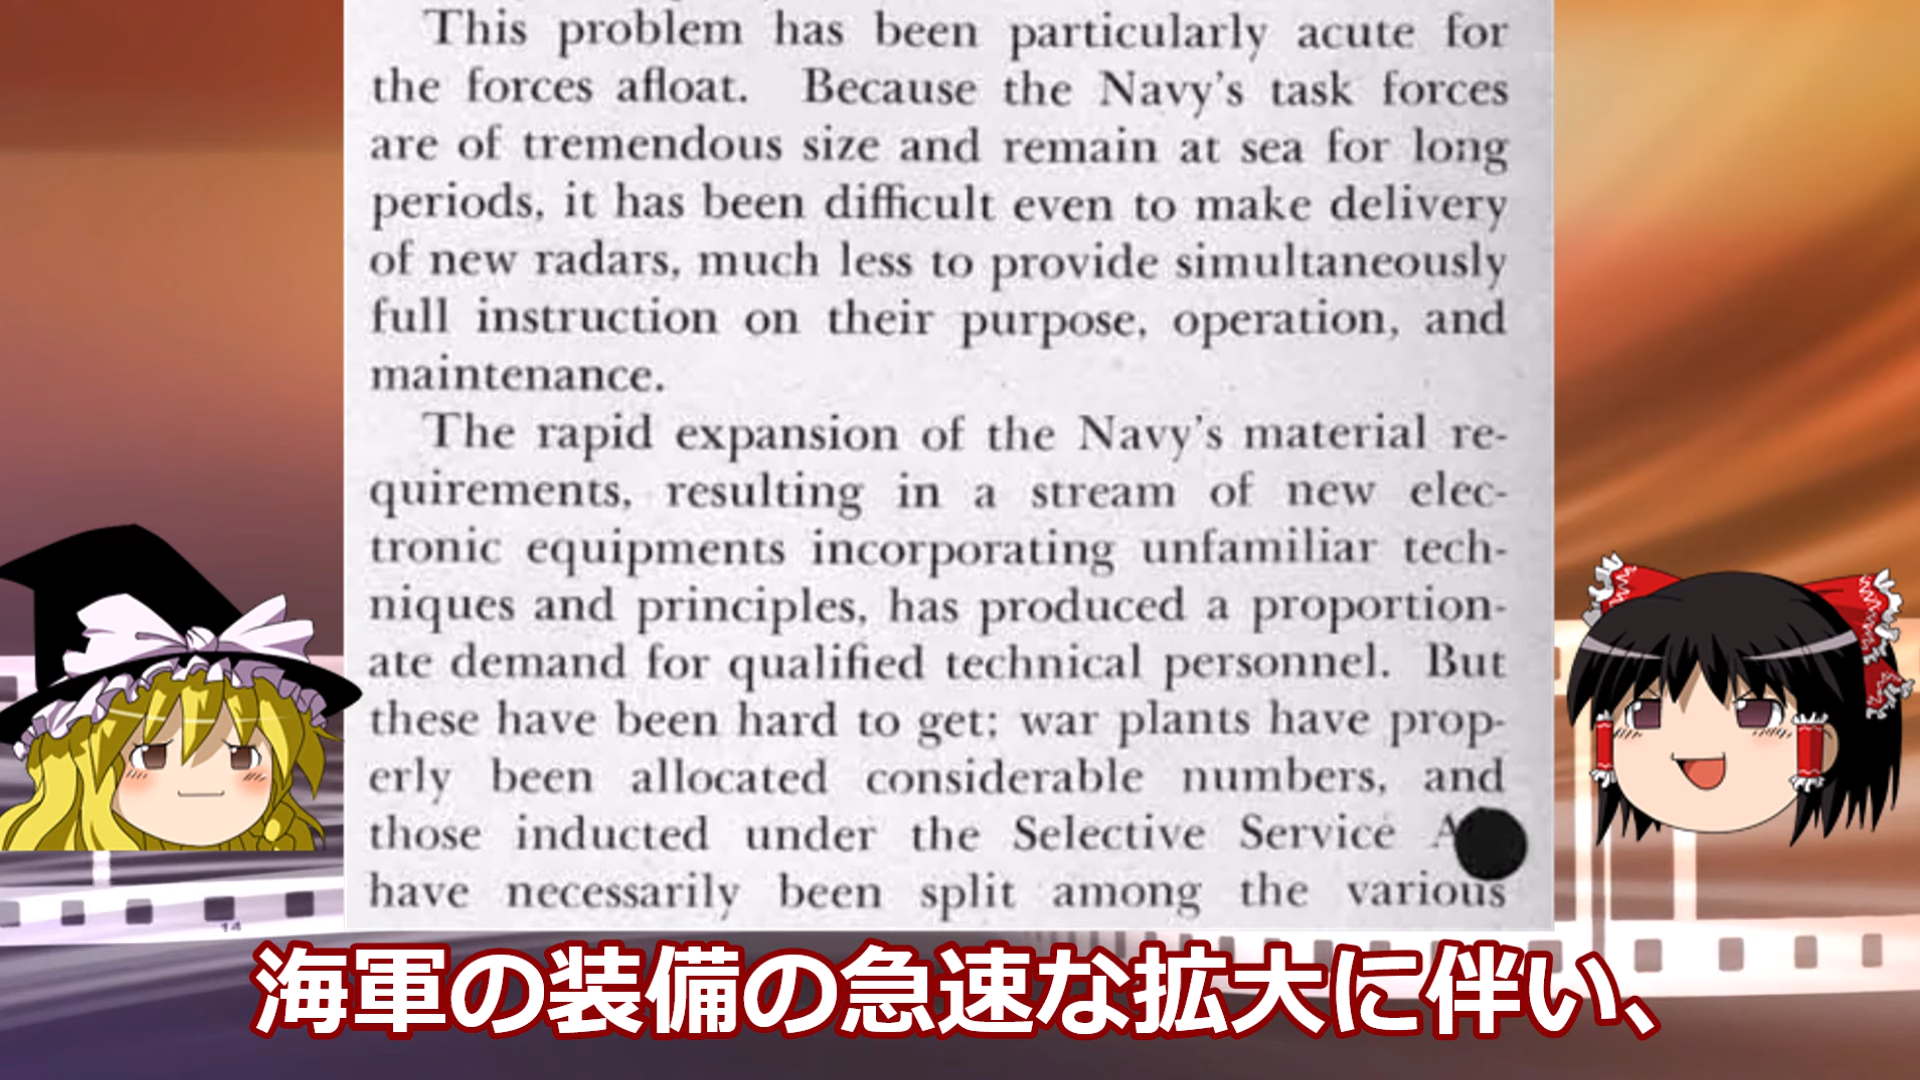 This problem has been particularly acute for
the forces afloat. Because the Navy's task forces
are of tremendous size and remain at sea for long
periods, it has been difficult even to make delivery
of new radars, much less to provide simultaneously
full instruction on their purpose, operation, and
maintenance.
The rapid expansion of the Navy's material re-
quirements, resulting in a stream of new elec-
tronic equipments incorporating unfamiliar tech-
niques and principles, has produced a proportion-
ate demand for qualified technical personnel. But
these have been hard to get; war plants have prop-
erly been allocated considerable numbers, and
those inducted under the Selective Service
have necessarily been split among the various
14
海軍の装備の急速な拡大に伴い、